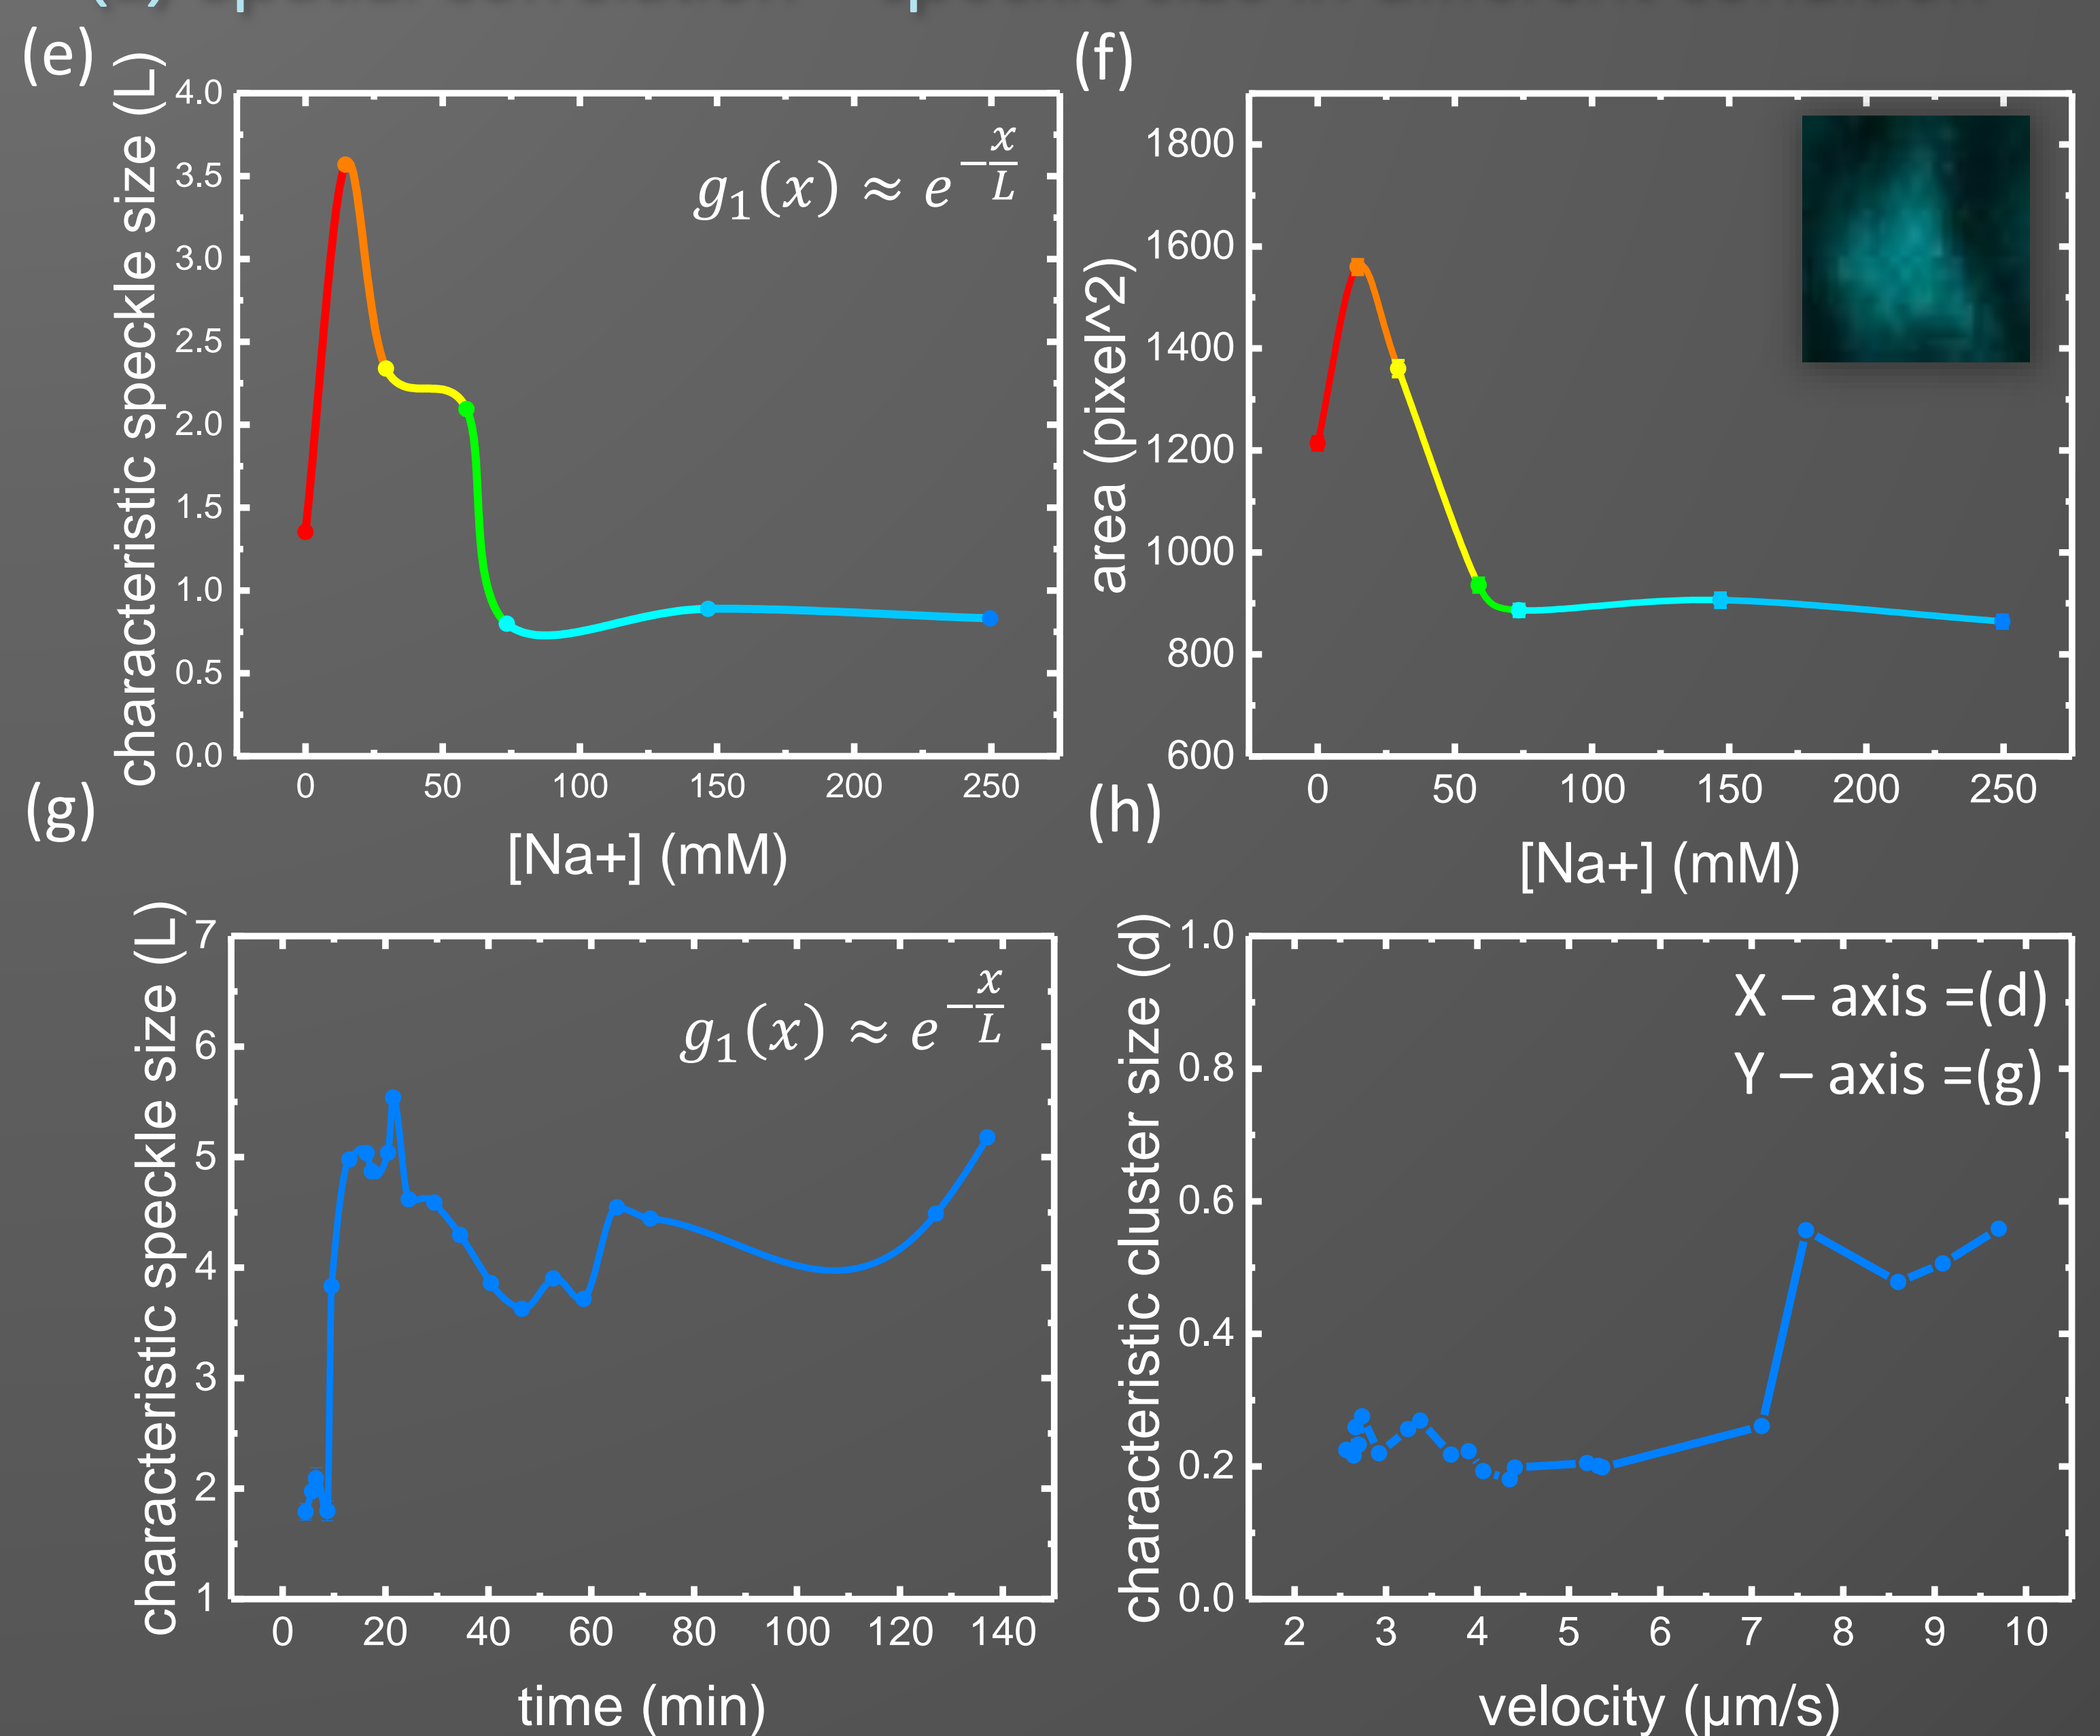 (e)
characteristic speckle size (L)
4.0
3.5
3.0
2.5
2.0
1.5
1.0
0.5
0.0
g₁(x) ≈ e^(-x/L)
0 50 100 150 200 250
[Na+] (mM)
(f)
area (pixel^2)
1800
1600
1400
1200
1000
800
600
0 50 100 150 200 250
[Na+] (mM)
(g)
characteristic speckle size (L)
7
6
5
4
3
2
1
g₁(x) ≈ e^(-x/L)
0 20 40 60 80 100 120 140
time (min)
(h)
characteristic cluster size (d)
1.0
0.8
0.6
0.4
0.2
0.0
X – axis =(d)
Y – axis =(g)
2 3 4 5 6 7 8 9 10
velocity (μm/s)